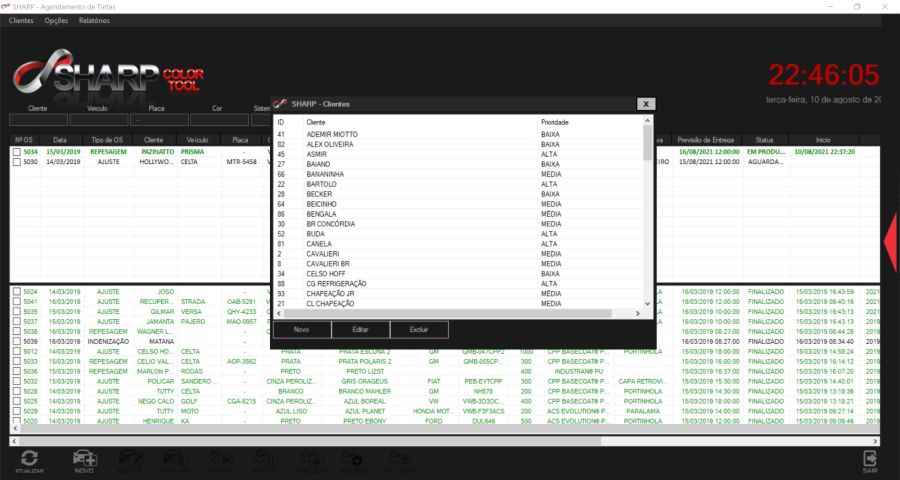 SHARP - Agendamento de Tintas
Clientes Opções Relatórios
SHARP COLOR TOOL
22:46:05
terça-feira, 10 de agosto de 20
Cliente Veículo Placa Cor Sistem
SHARP - Clientes X
ID Cliente Prioridade
41 ADEMIR MIOTTO BAIXA
82 ALEX OLIVEIRA BAIXA
45 ASMIR ALTA
27 BAIANO BAIXA
66 BANANINHA MEDIA
22 BARTOLO ALTA
28 BECKER BAIXA
64 BEICINHO MEDIA
86 BENGALA MÉDIA
30 BR CONCÓRDIA MEDIA
52 BUDA ALTA
81 CANELA ALTA
2 CAVALIERI MEDIA
8 CAVALIERI BR MEDIA
34 CELSO HOFF BAIXA
88 CG REFRIGERAÇÃO ALTA
93 CHAPEAÇÃO JR MÉDIA
21 CL CHAPEAÇÃO MEDIA
Novo Editar Excluir
Nº OS Data Tipo de OS Cliente Veículo Placa Previsão de Entrega Status Inicio
5034 15/03/2019 REPESAGEM PAZINATTO PRISMA - 16/08/2021 12:00:00 EM PRODU... 10/08/2021 22:37:20
5030 14/03/2019 AJUSTE HOLLYWO... CELTA MTR-5458 EIRO 15/08/2021 12:00:00 AGUARDA...
5024 14/03/2019 AJUSTE JOSO - 16/03/2019 12:00:00 FINALIZADO 15/03/2019 16:43:59 2021
5041 16/03/2019 AJUSTE RECUPER... STRADA OAB-5291 16/03/2019 12:00:00 FINALIZADO 16/03/2019 09:40:16 2021
5035 15/03/2019 AJUSTE GILMAR VERSA QHY-4233 16/03/2019 10:00:00 FINALIZADO 15/03/2019 16:43:13 2021
5037 15/03/2019 AJUSTE JAMANTA PAJERO MAO-0957 16/03/2019 10:00:00 FINALIZADO 15/03/2019 16:43:13 2019
5038 16/03/2019 REPESAGEM WAGNER L... - 16/03/2019 08:27:00 FINALIZADO 16/03/2019 08:44:28 2019
5039 16/03/2019 INDENIZAÇÃO MATANA - 16/03/2019 08:27:00 FINALIZADO 16/03/2019 08:34:40 2019
5012 14/03/2019 AJUSTE CELSO HO... CELTA - PRATA PRATA ESCUNA 2 GM GMB-047CPP2 1000 CPP BASECOAT® P... PORTINHOLA 15/03/2019 18:00:00 FINALIZADO 15/03/2019 14:58:24 2019
5033 15/03/2019 REPESAGEM CELIO VAL... CELTA AOP-3562 PRATA PRATA POLARIS 2 GM GMB-055CP... 300 CPP BASECOAT® P... 15/03/2019 16:00:00 FINALIZADO 15/03/2019 16:14:12 2019
5036 15/03/2019 REPESAGEM MARLON P... RODAS - PRETO PRETO LIZST 400 INDUSTRAN® PU 15/03/2019 16:37:00 FINALIZADO 15/03/2019 16:07:20 2019
5032 15/03/2019 AJUSTE POLICAR SANDERO ... - CINZA PEROLIZ... GRIS ORAGEUS FIAT PEB-EYTCPP 300 CPP BASECOAT® P... CAPA RETROVI... 15/03/2019 15:30:00 FINALIZADO 15/03/2019 14:40:01 2019
5028 14/03/2019 AJUSTE TUTTY CELTA - BRANCO BRANCO MAHLER GM NH578 200 CPP BASECOAT® P... PORTINHOLA 15/03/2019 14:30:00 FINALIZADO 15/03/2019 13:18:36 2019
5025 14/03/2019 AJUSTE NEGO CALO GOLF CGA-8215 CINZA PEROLIZ... AZUL BOREAL VW VWB-3D3DC... 400 CPP BASECOAT® P... PORTINHOLA 15/03/2019 18:00:00 FINALIZADO 15/03/2019 13:18:21 2019
5029 14/03/2019 AJUSTE TUTTY MOTO - AZUL LISO AZUL PLANET HONDA MOT... VWB-F3F3ACS 200 ACS EVOLUTION® P... PARALAMA 15/03/2019 14:00:00 FINALIZADO 15/03/2019 09:27:14 2019
5020 14/03/2019 AJUSTE HENRIQUE KA - PRETO PRETO EBONY FORD DUL646 500 ACS EVOLUTION® P... PORTINHOLA 15/03/2019 12:00:00 FINALIZADO 15/03/2019 09:09:46 2019
ATUALIZAR NOVO SAIR